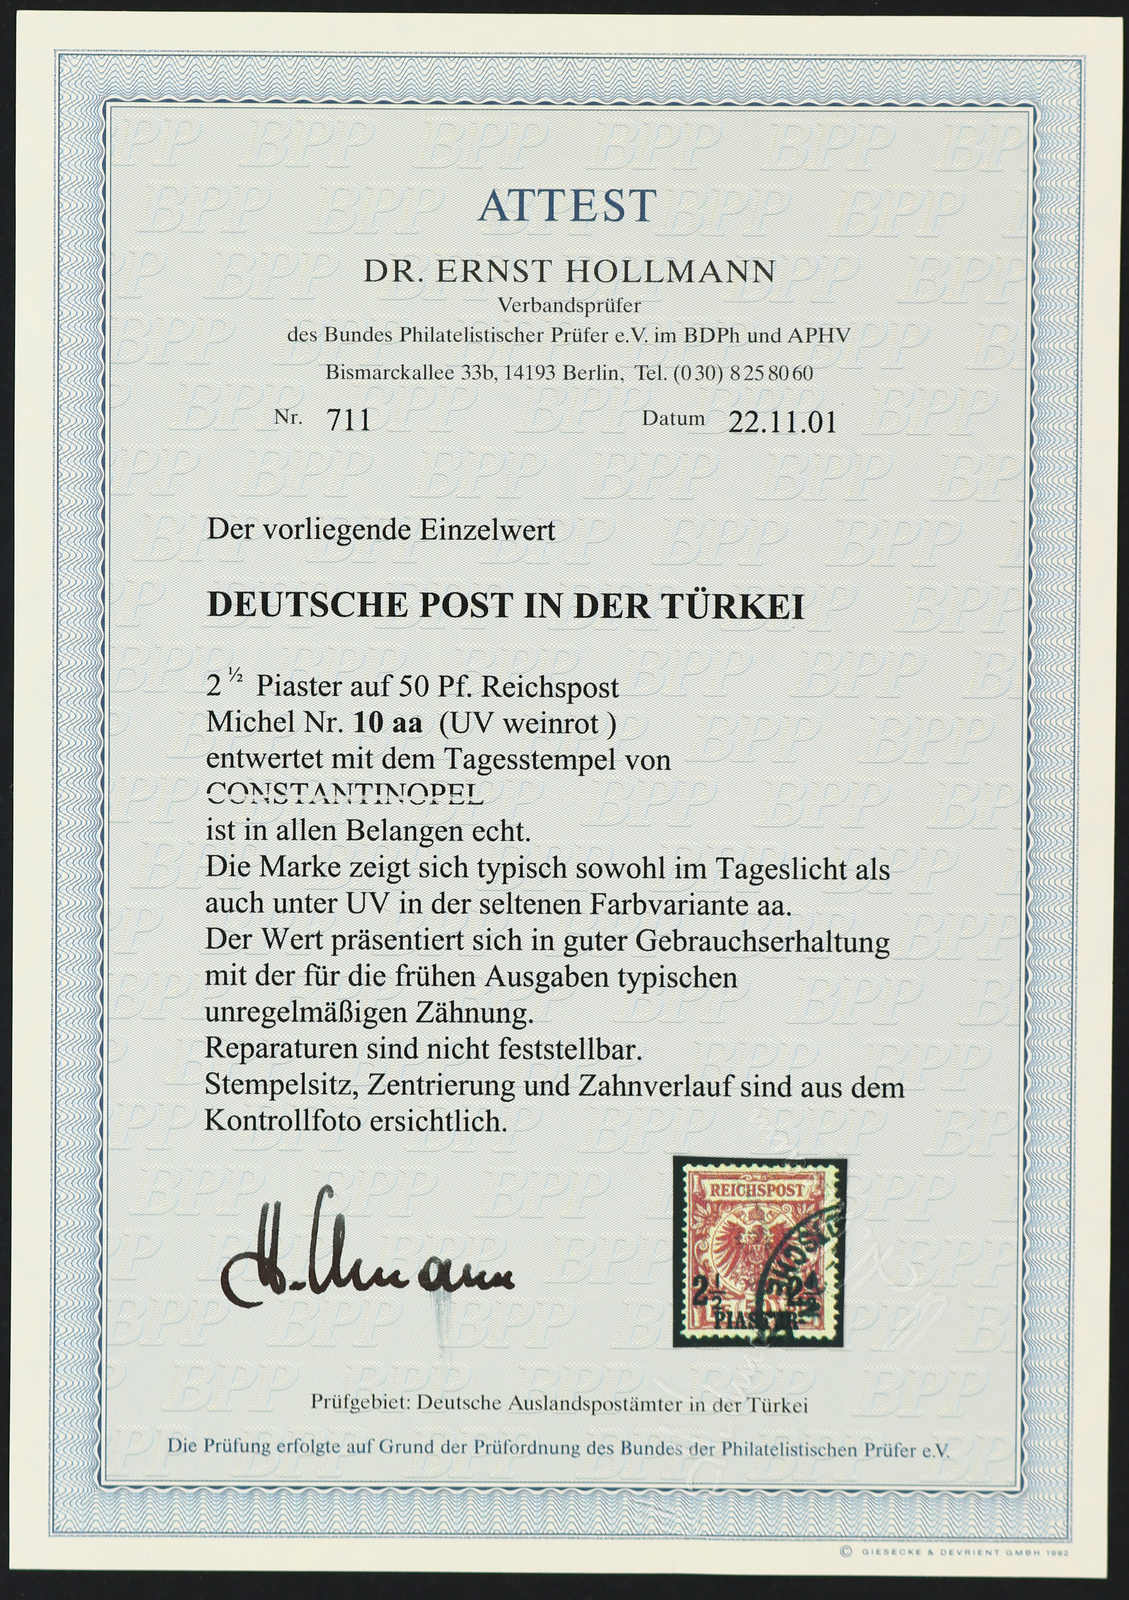 ATTEST
DR. ERNST HOLLMANN
Verbandsprüfer
des Bundes Philatelistischer Prüfer e.V. im BDPh und APHV
Bismarckallee 33b, 14193 Berlin, Tel. (0 30) 8 25 80 60
Nr. 711 Datum 22.11.01
Der vorliegende Einzelwert
DEUTSCHE POST IN DER TÜRKEI
2 ½ Piaster auf 50 Pf. Reichspost
Michel Nr. 10 aa (UV weinrot )
entwertet mit dem Tagesstempel von
CONSTANTINOPEL
ist in allen Belangen echt.
Die Marke zeigt sich typisch sowohl im Tageslicht als
auch unter UV in der seltenen Farbvariante aa.
Der Wert präsentiert sich in guter Gebrauchserhaltung
mit der für die frühen Ausgaben typischen
unregelmäßigen Zähnung.
Reparaturen sind nicht feststellbar.
Stempelsitz, Zentrierung und Zahnverlauf sind aus dem
Kontrollfoto ersichtlich.
REICHSPOST
2 1/2
PIASTER
Prüfgebiet: Deutsche Auslandspostämter in der Türkei
Die Prüfung erfolgte auf Grund der Prüfordnung des Bundes der Philatelistischen Prüfer e.V.
© GIESECKE & DEVRIENT GMBH 1992